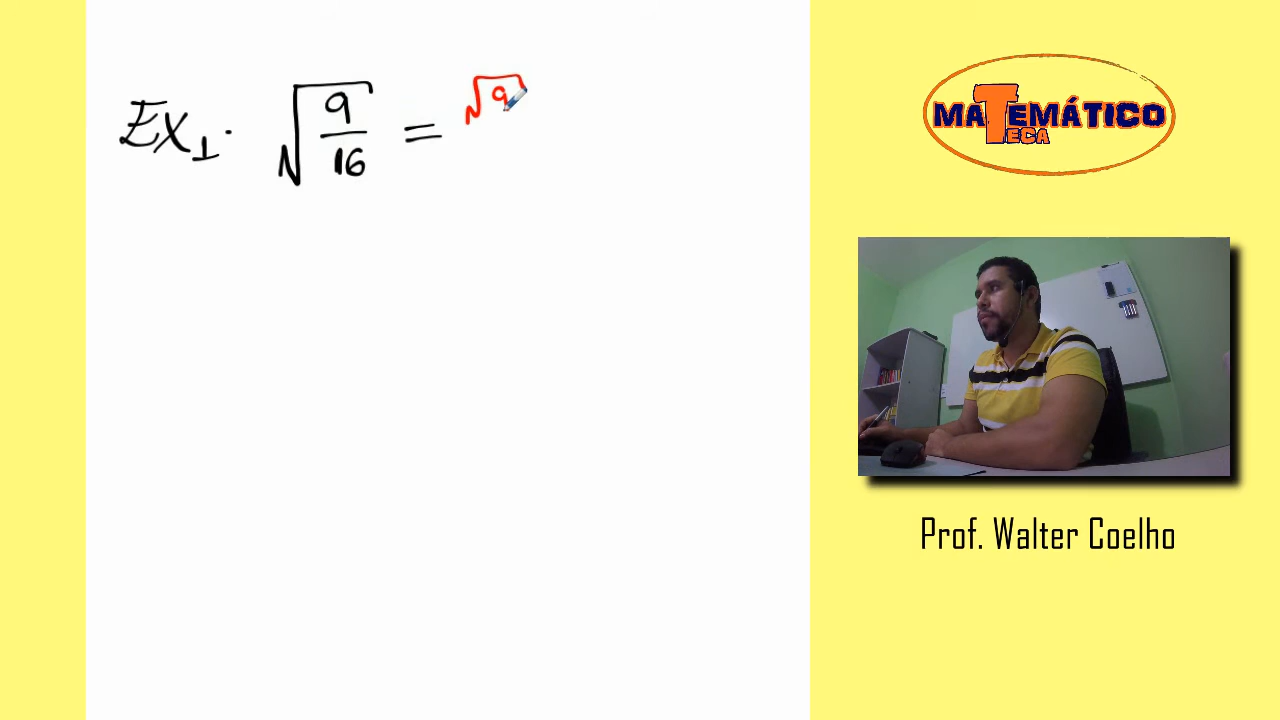 Ex1. √(9/16) = √9
MATEMÁTICO
TECA
Prof. Walter Coelho